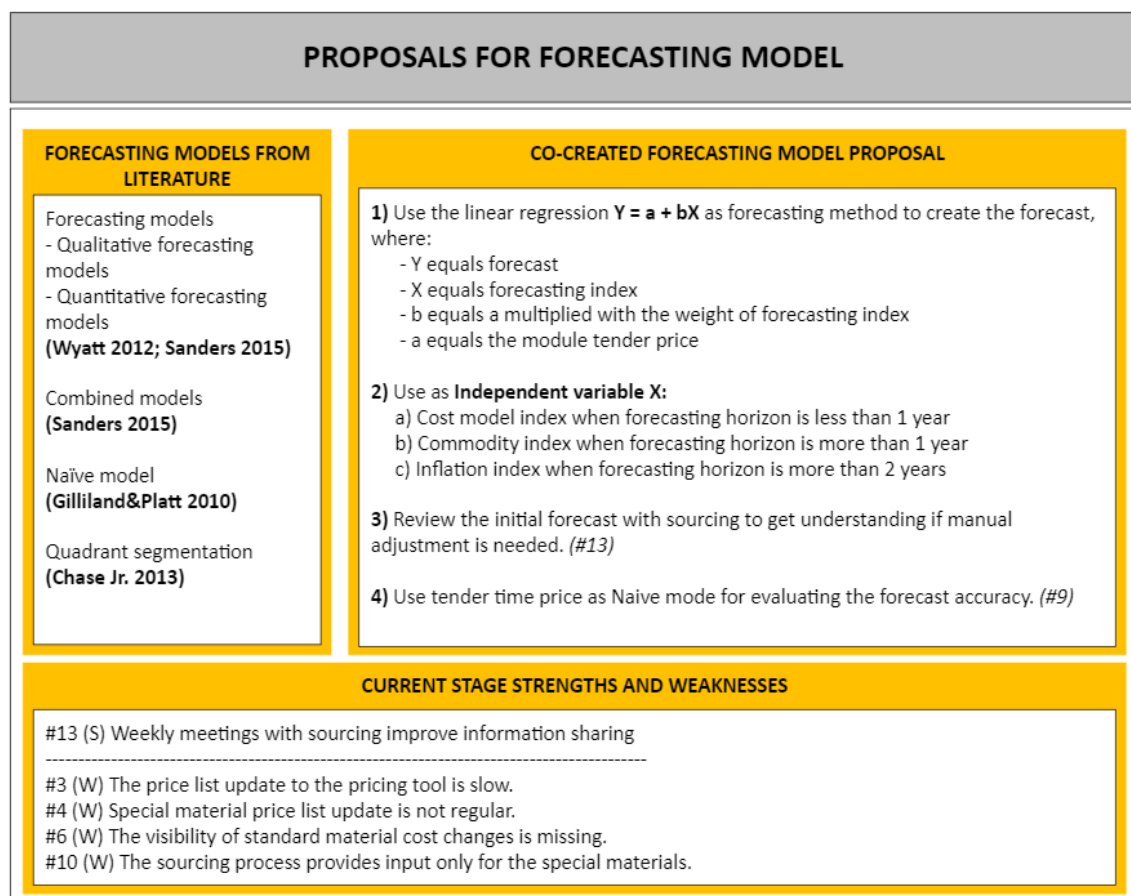 PROPOSALS FOR FORECASTING MODEL
FORECASTING MODELS FROM
LITERATURE
Forecasting models
- Qualitative forecasting
models
- Quantitative forecasting
models
(Wyatt 2012; Sanders 2015)
Combined models
(Sanders 2015)
Naïve model
(Gilliland&Platt 2010)
Quadrant segmentation
(Chase Jr. 2013)
CO-CREATED FORECASTING MODEL PROPOSAL
1) Use the linear regression Y = a + bX as forecasting method to create the forecast,
where:
- Y equals forecast
- X equals forecasting index
- b equals a multiplied with the weight of forecasting index
- a equals the module tender price
2) Use as Independent variable X:
a) Cost model index when forecasting horizon is less than 1 year
b) Commodity index when forecasting horizon is more than 1 year
c) Inflation index when forecasting horizon is more than 2 years
3) Review the initial forecast with sourcing to get understanding if manual
adjustment is needed. (#13)
4) Use tender time price as Naive mode for evaluating the forecast accuracy. (#9)
CURRENT STAGE STRENGTHS AND WEAKNESSES
#13 (S) Weekly meetings with sourcing improve information sharing
--------------------------------------------------------------------------------------------
#3 (W) The price list update to the pricing tool is slow.
#4 (W) Special material price list update is not regular.
#6 (W) The visibility of standard material cost changes is missing.
#10 (W) The sourcing process provides input only for the special materials.